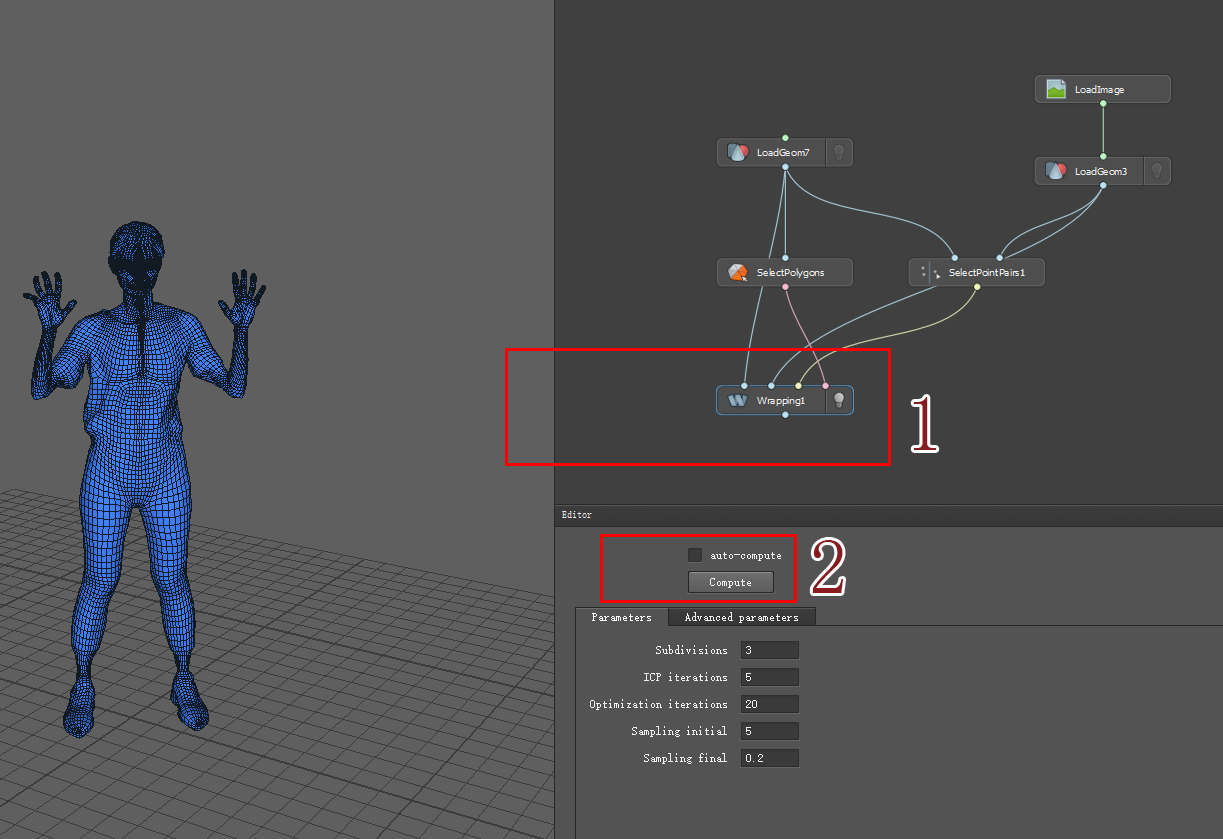 LoadImage
LoadGeom7
LoadGeom3
SelectPolygons
SelectPointPairs1
W Wrapping1
1
Editor
auto-compute
2
Compute
Parameters Advanced parameters
Subdivisions 3
ICP iterations 5
Optimization iterations 20
Sampling initial 5
Sampling final 0.2